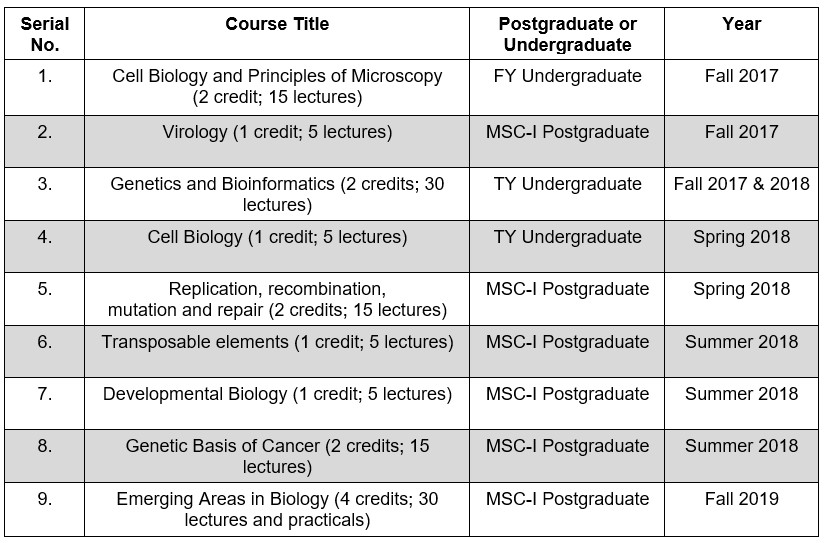 Serial No. Course Title Postgraduate or Undergraduate Year
1. Cell Biology and Principles of Microscopy (2 credit; 15 lectures) FY Undergraduate Fall 2017
2. Virology (1 credit; 5 lectures) MSC-I Postgraduate Fall 2017
3. Genetics and Bioinformatics (2 credits; 30 lectures) TY Undergraduate Fall 2017 & 2018
4. Cell Biology (1 credit; 5 lectures) TY Undergraduate Spring 2018
5. Replication, recombination, mutation and repair (2 credits; 15 lectures) MSC-I Postgraduate Spring 2018
6. Transposable elements (1 credit; 5 lectures) MSC-I Postgraduate Summer 2018
7. Developmental Biology (1 credit; 5 lectures) MSC-I Postgraduate Summer 2018
8. Genetic Basis of Cancer (2 credits; 15 lectures) MSC-I Postgraduate Summer 2018
9. Emerging Areas in Biology (4 credits; 30 lectures and practicals) MSC-I Postgraduate Fall 2019